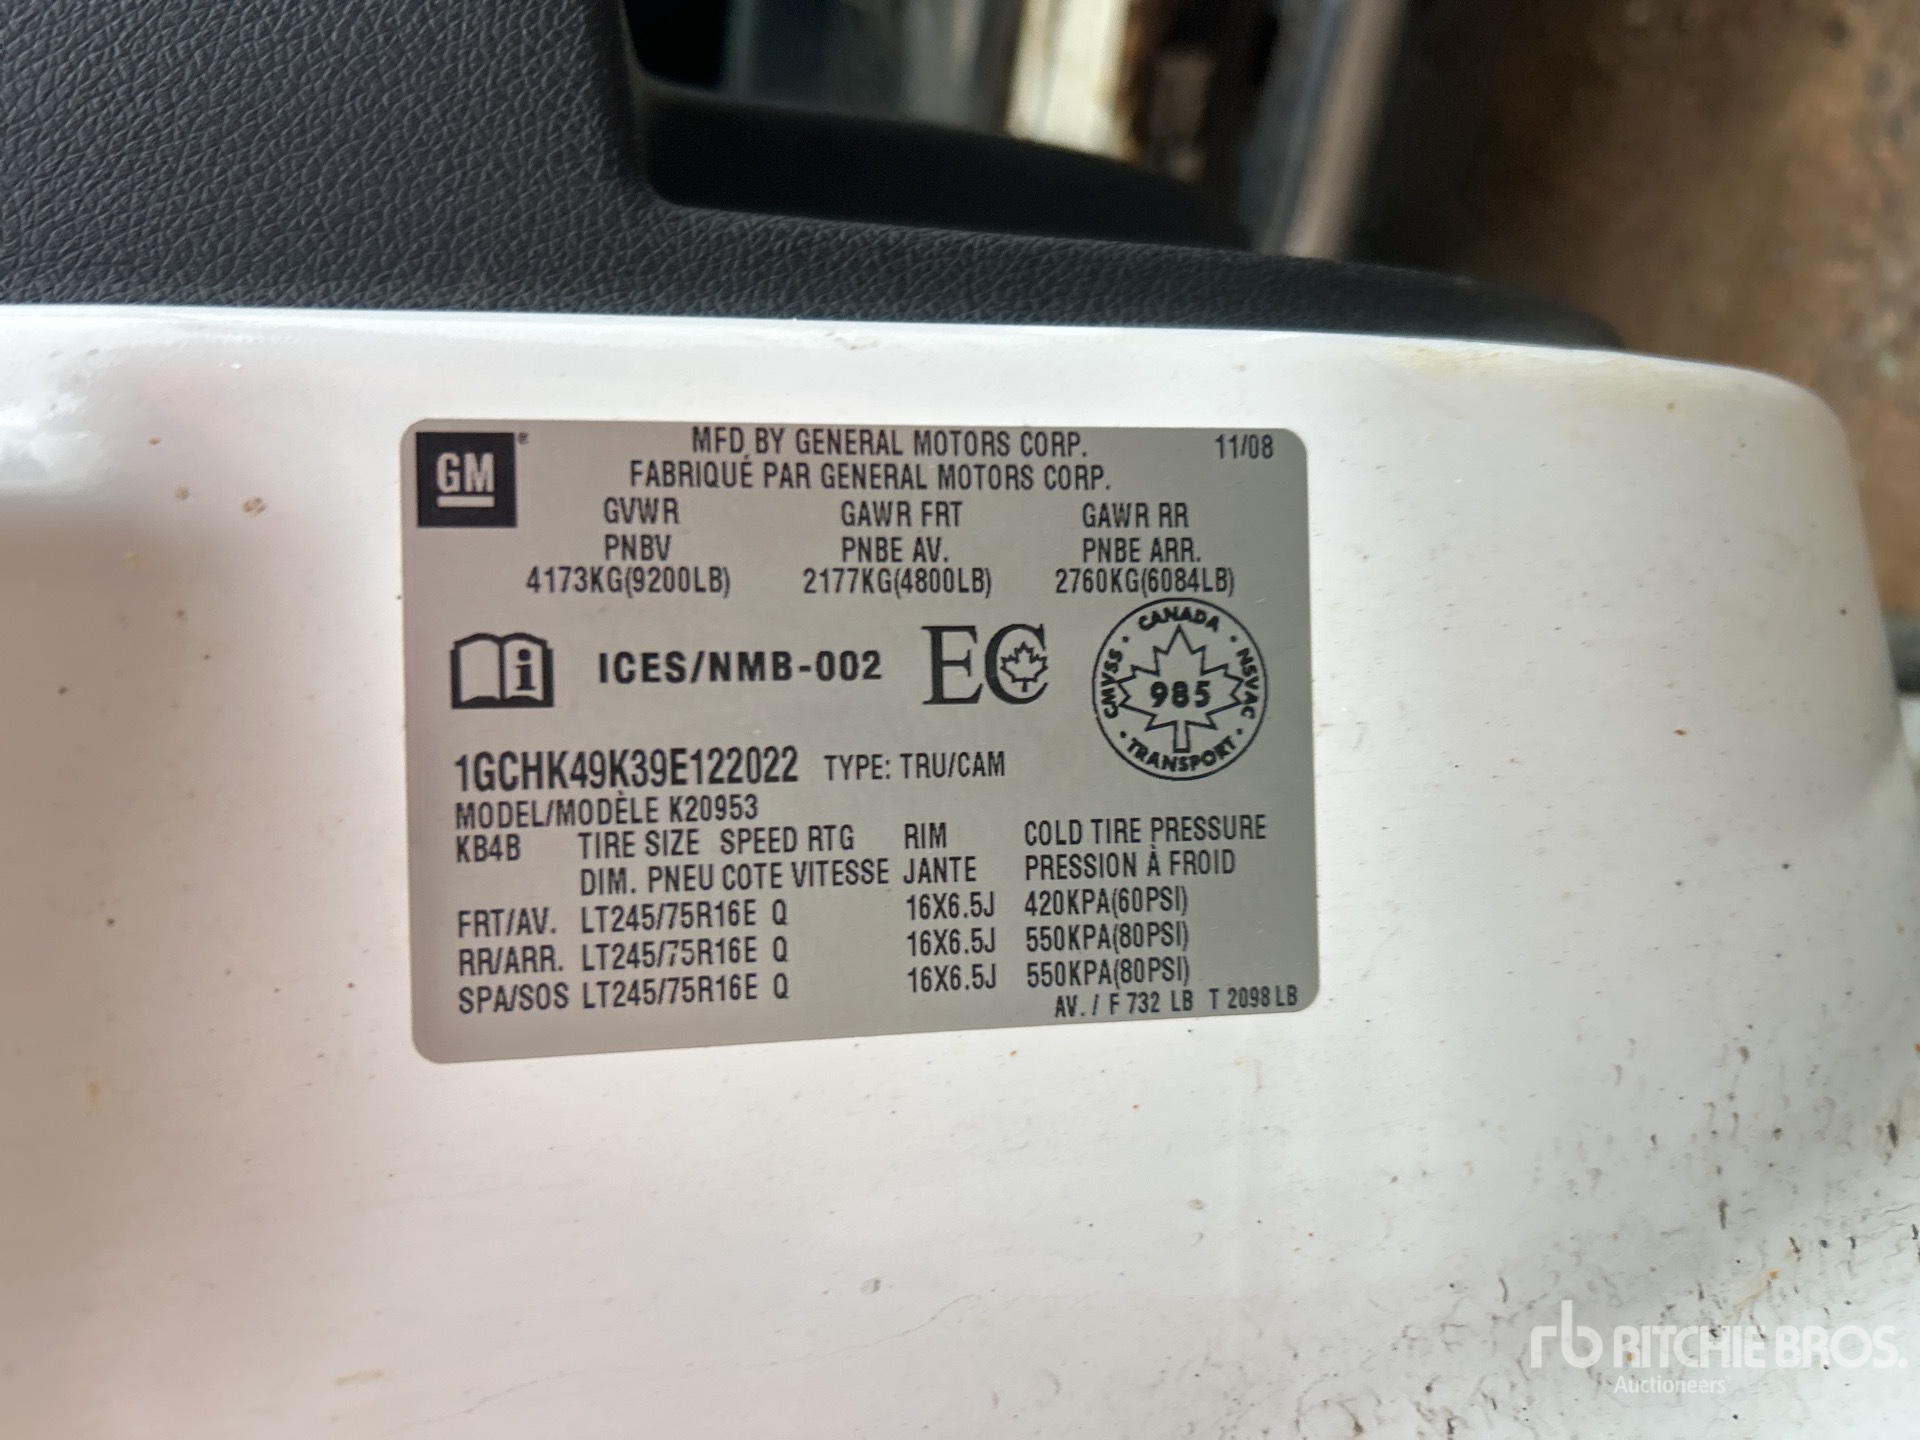 GM ®
MFD BY GENERAL MOTORS CORP. 11/08
FABRIQUÉ PAR GENERAL MOTORS CORP.
GVWR GAWR FRT GAWR RR
PNBV PNBE AV. PNBE ARR.
4173KG(9200LB) 2177KG(4800LB) 2760KG(6084LB)
i ICES/NMB-002 EC
CANADA · NSVAC · TRANSPORT · CMVSS ·
985
1GCHK49K39E122022 TYPE: TRU/CAM
MODEL/MODÈLE K20953
KB4B TIRE SIZE SPEED RTG RIM COLD TIRE PRESSURE
DIM. PNEU COTE VITESSE JANTE PRESSION À FROID
FRT/AV. LT245/75R16E Q 16X6.5J 420KPA(60PSI)
RR/ARR. LT245/75R16E Q 16X6.5J 550KPA(80PSI)
SPA/SOS LT245/75R16E Q 16X6.5J 550KPA(80PSI)
AV. / F 732 LB T 2098 LB
rb RITCHIE BROS.
Auctioneers